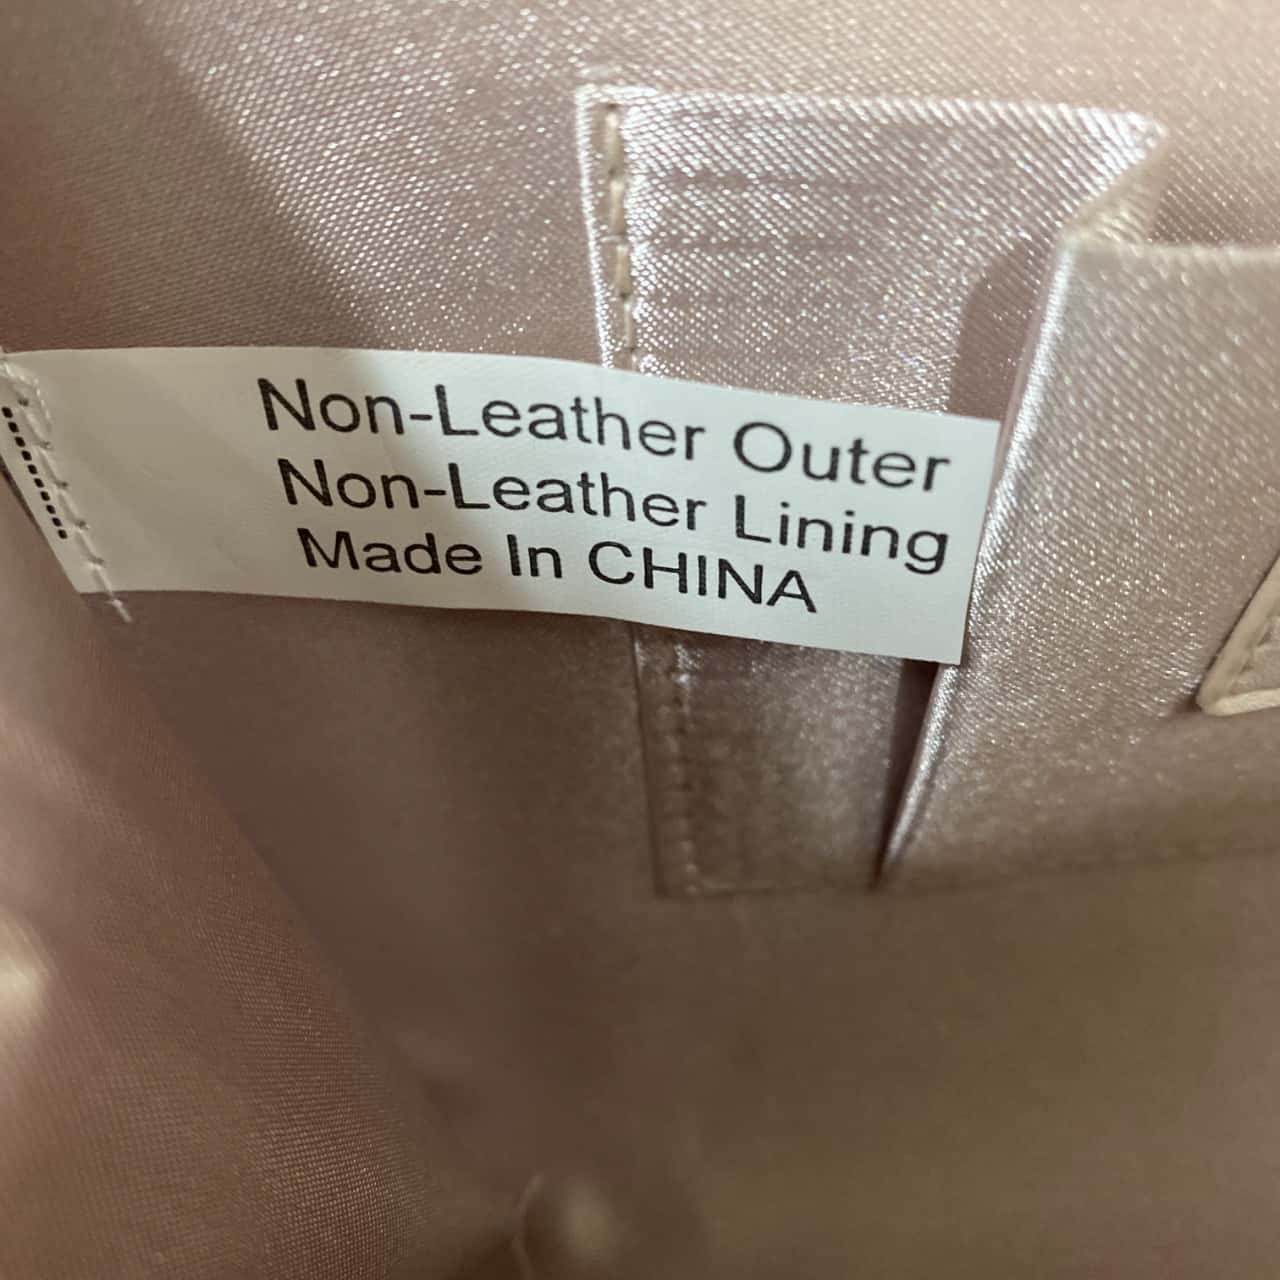 Non-Leather Outer
Non-Leather Lining
Made In CHINA